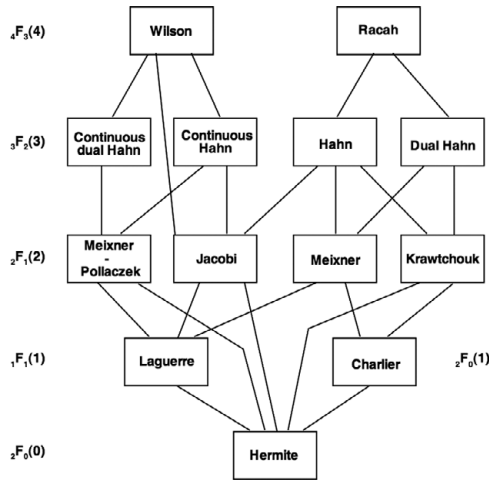 ₄F₃(4) Wilson Racah
₃F₂(3) Continuous dual Hahn Continuous Hahn Hahn Dual Hahn
₂F₁(2) Meixner - Pollaczek Jacobi Meixner Krawtchouk
₁F₁(1) Laguerre Charlier ₂F₀(1)
₂F₀(0) Hermite